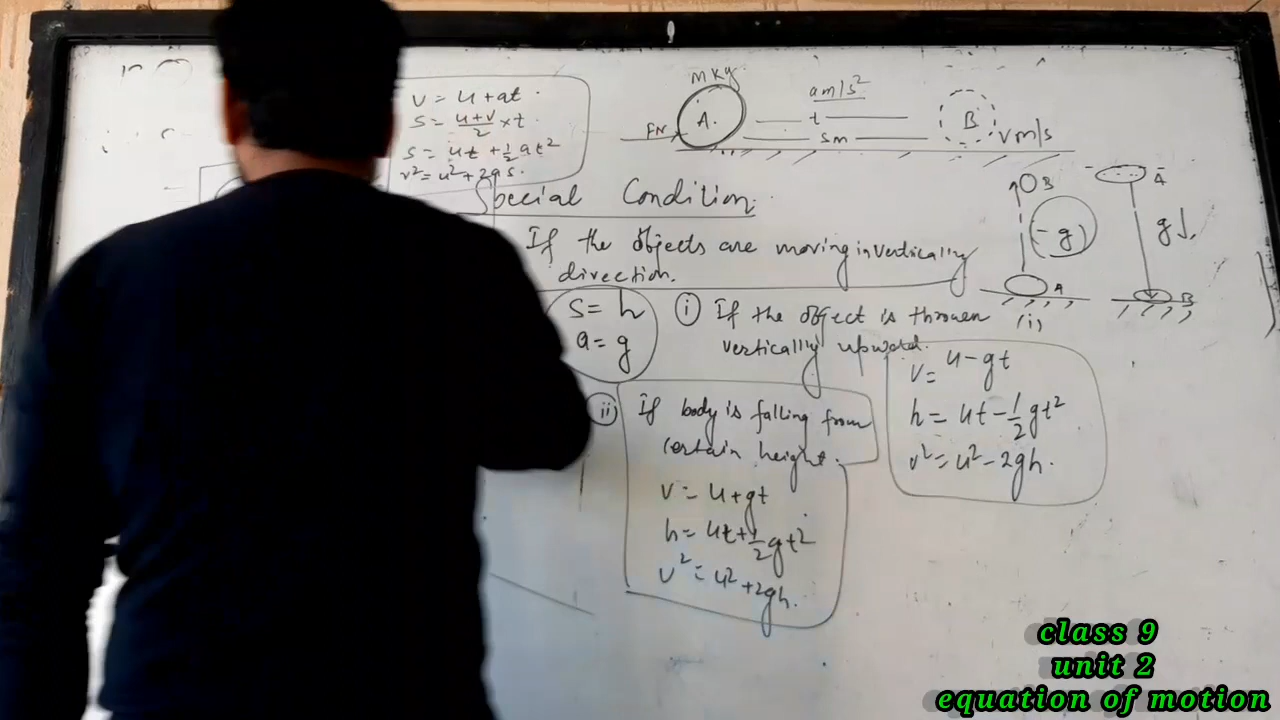 v = u + at.
s = u+v/2 × t
s = ut + 1/2 at²
v² = u² + 2as.
M Kg
A.
FN
a m/s²
t
s m
B
V m/s
Special Condition.
If the objects are moving in vertically
direction.
s = h
a = g
(i) If the object is thrown
vertically upward.
B
(-g)
A
(i)
A
g↓
B
v = u - gt
h = ut - 1/2 gt²
v² = u² - 2gh.
(ii) If body is falling from
certain height.
v = u + gt
h = ut + 1/2 gt²
v² = u² + 2gh.
class 9
unit 2
equation of motion